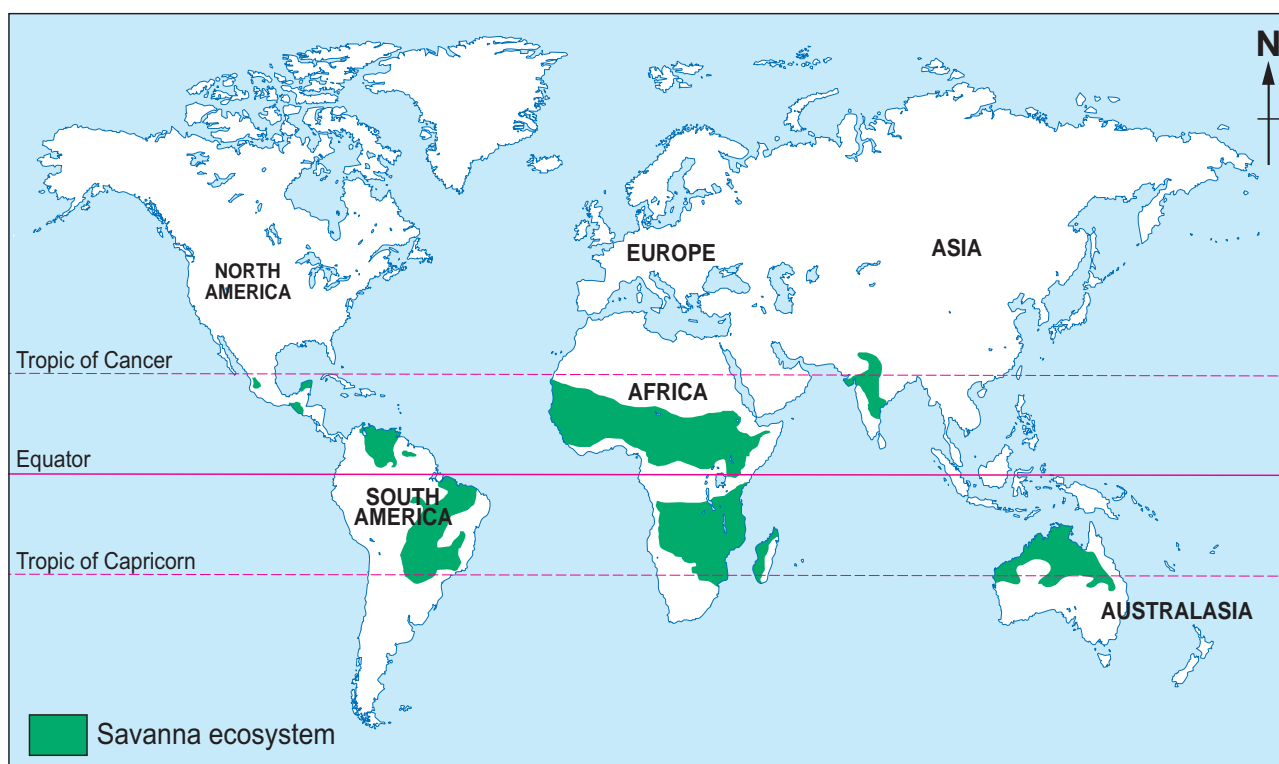 N
NORTH
AMERICA
EUROPE
ASIA
Tropic of Cancer
AFRICA
Equator
SOUTH
AMERICA
Tropic of Capricorn
AUSTRALASIA
Savanna ecosystem